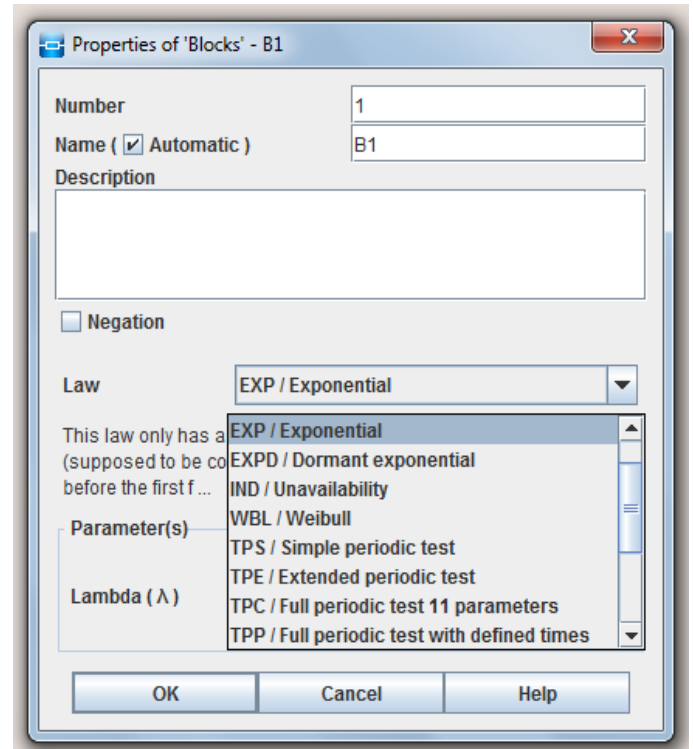 Properties of 'Blocks' - B1
Number
1
Name ( Automatic )
B1
Description
Negation
Law
EXP / Exponential
This law only has a
(supposed to be co
before the first f ...
EXP / Exponential
EXPD / Dormant exponential
IND / Unavailability
WBL / Weibull
TPS / Simple periodic test
TPE / Extended periodic test
TPC / Full periodic test 11 parameters
TPP / Full periodic test with defined times
Parameter(s)
Lambda ( λ )
OK
Cancel
Help